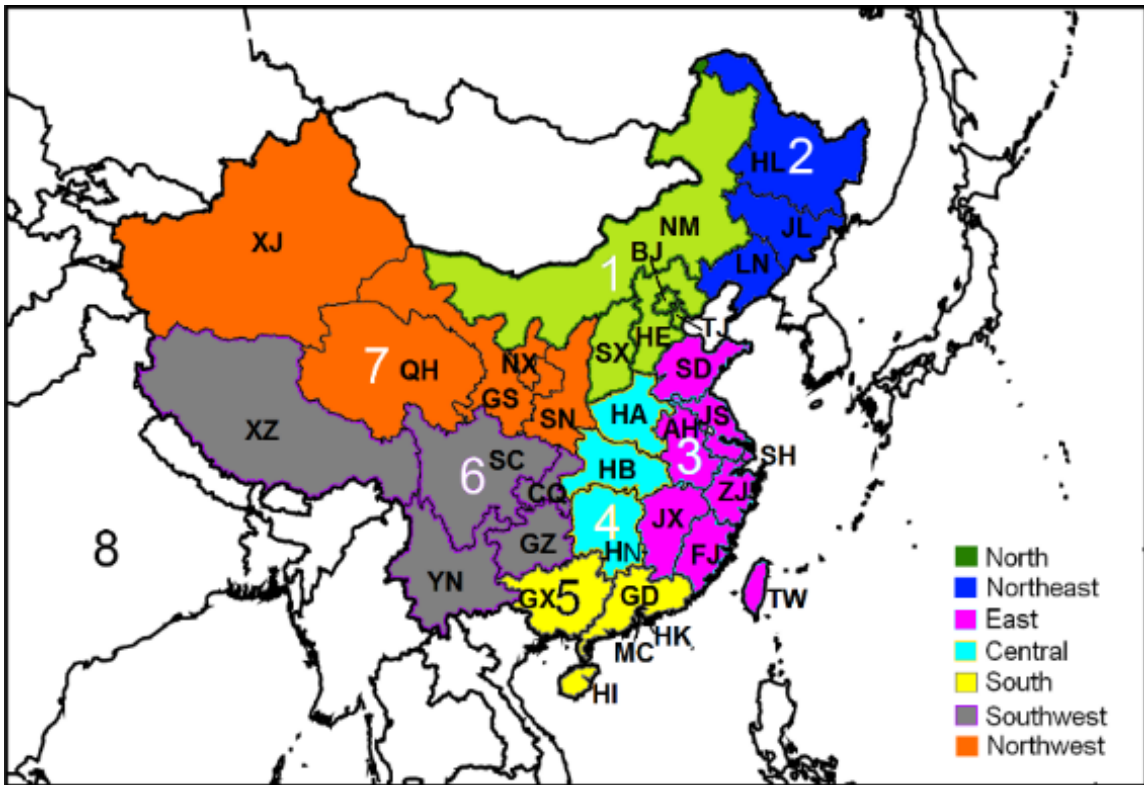 HL 2
JL
XJ
NM
BJ
1
LN
TJ
HE
SX
NX
7
QH
SD
GS
SN
HA
JS
AH
XZ
SC
3
SH
6
HB
CQ
ZJ
4
JX
8
GZ
HN
FJ
YN
GX 5
GD
TW
HK
MC
HI
North
Northeast
East
Central
South
Southwest
Northwest